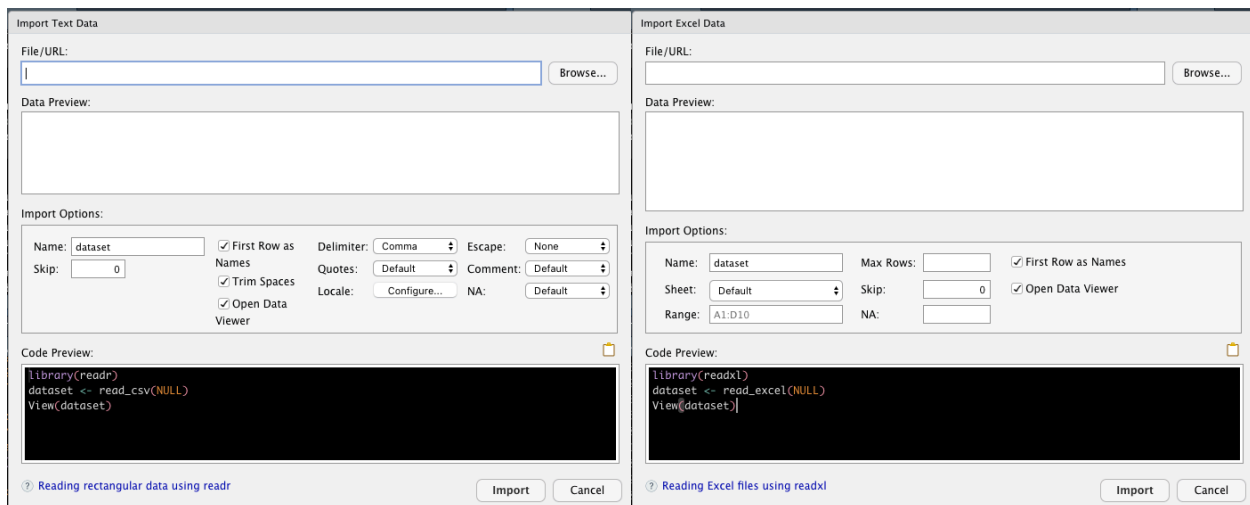 Import Text Data
File/URL:
Browse...
Data Preview:
Import Options:
Name: dataset
Skip: 0
First Row as
Names
Trim Spaces
Open Data
Viewer
Delimiter: Comma
Quotes: Default
Locale: Configure...
Escape: None
Comment: Default
NA: Default
Code Preview:
library(readr)
dataset <- read_csv(NULL)
View(dataset)
? Reading rectangular data using readr
Import Cancel
Import Excel Data
File/URL:
Browse...
Data Preview:
Import Options:
Name: dataset
Sheet: Default
Range: A1:D10
Max Rows:
Skip: 0
NA:
First Row as Names
Open Data Viewer
Code Preview:
library(readxl)
dataset <- read_excel(NULL)
View(dataset)
? Reading Excel files using readxl
Import Cancel